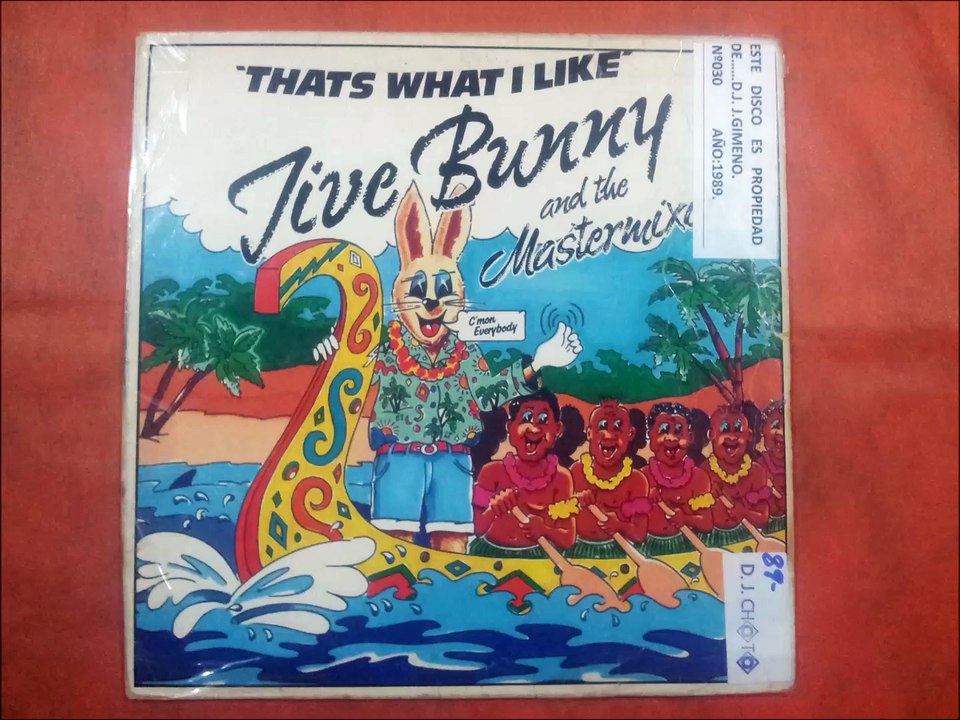 "THATS WHAT I LIKE"
Jive Bunny
and the
Mastermixe
C'mon
Everybody
ESTE DISCO ES PROPIEDAD
DE......D.J. J.GIMENO.
Nº030 AÑO:1989.
89-
D.J.CHOTO